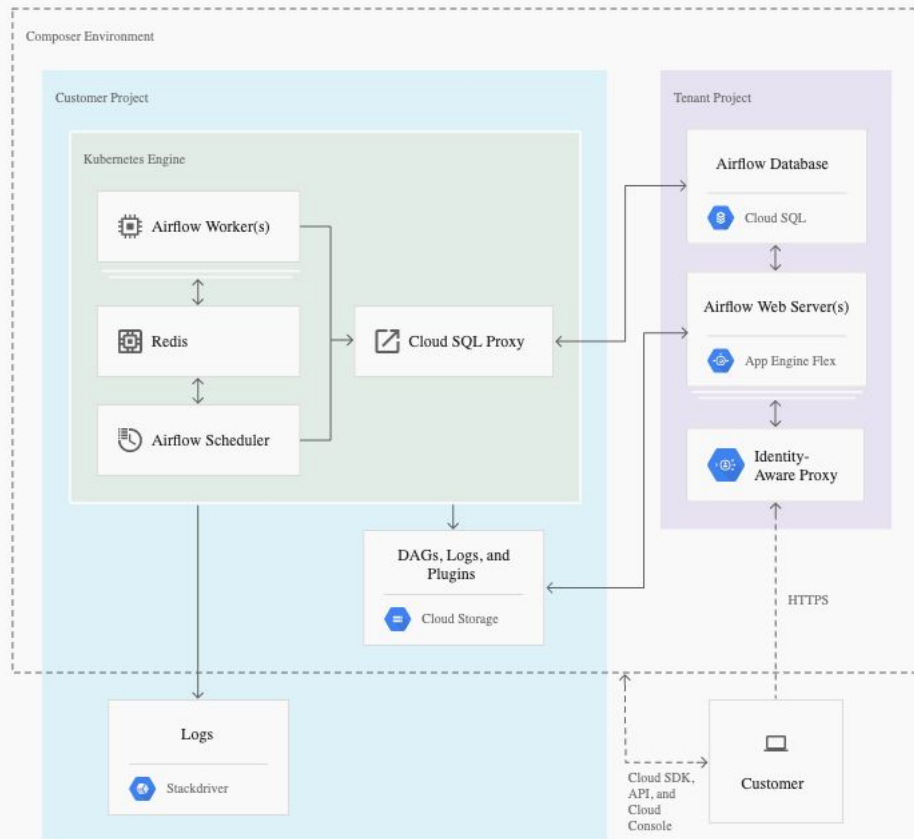 Composer Environment
Customer Project
Tenant Project
Kubernetes Engine
Airflow Database
Cloud SQL
Airflow Worker(s)
Airflow Web Server(s)
App Engine Flex
Redis
Cloud SQL Proxy
Airflow Scheduler
Identity-
Aware Proxy
DAGs, Logs, and
Plugins
Cloud Storage
HTTPS
Logs
Stackdriver
Cloud SDK,
API, and
Cloud
Console
Customer